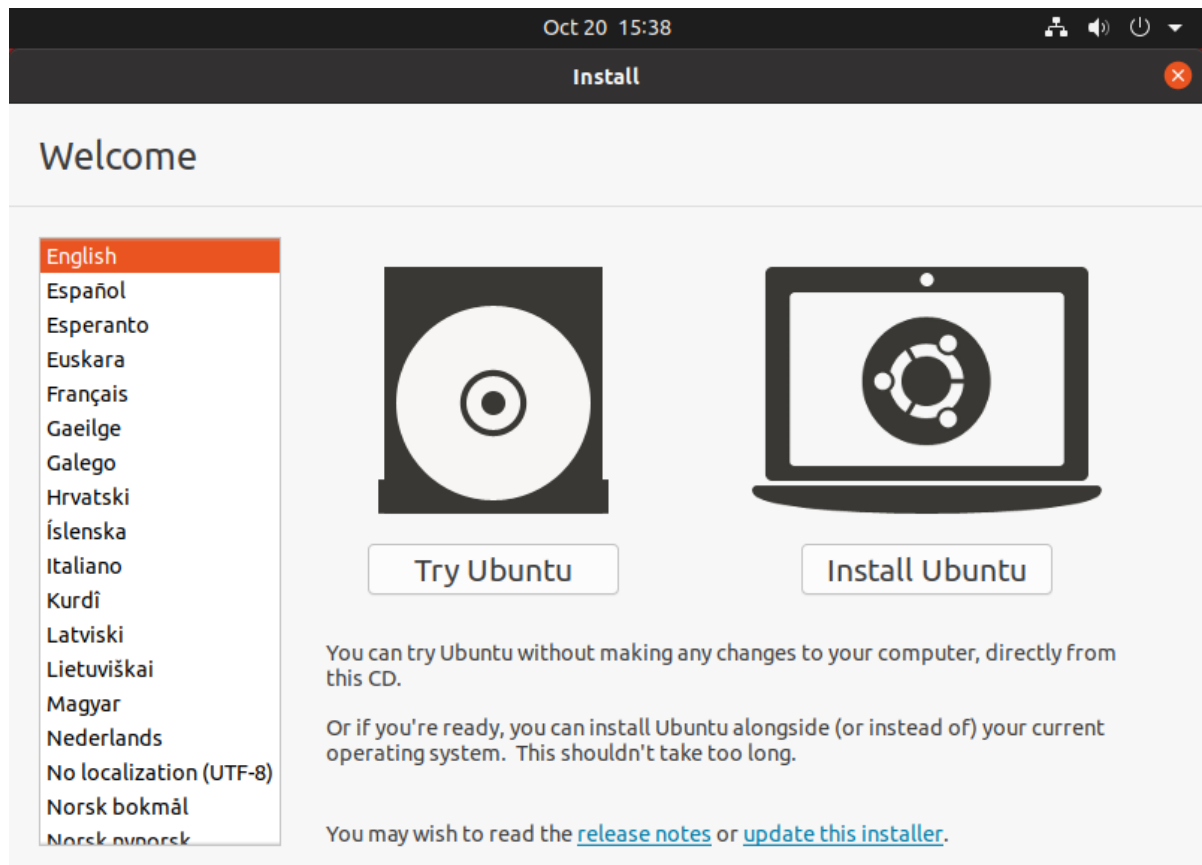 Oct 20 15:38
Install
Welcome
English
Español
Esperanto
Euskara
Français
Gaeilge
Galego
Hrvatski
Íslenska
Italiano
Kurdî
Latviski
Lietuviškai
Magyar
Nederlands
No localization (UTF-8)
Norsk bokmål
Norsk nynorsk
Try Ubuntu
Install Ubuntu
You can try Ubuntu without making any changes to your computer, directly from
this CD.
Or if you're ready, you can install Ubuntu alongside (or instead of) your current
operating system. This shouldn't take too long.
You may wish to read the release notes or update this installer.